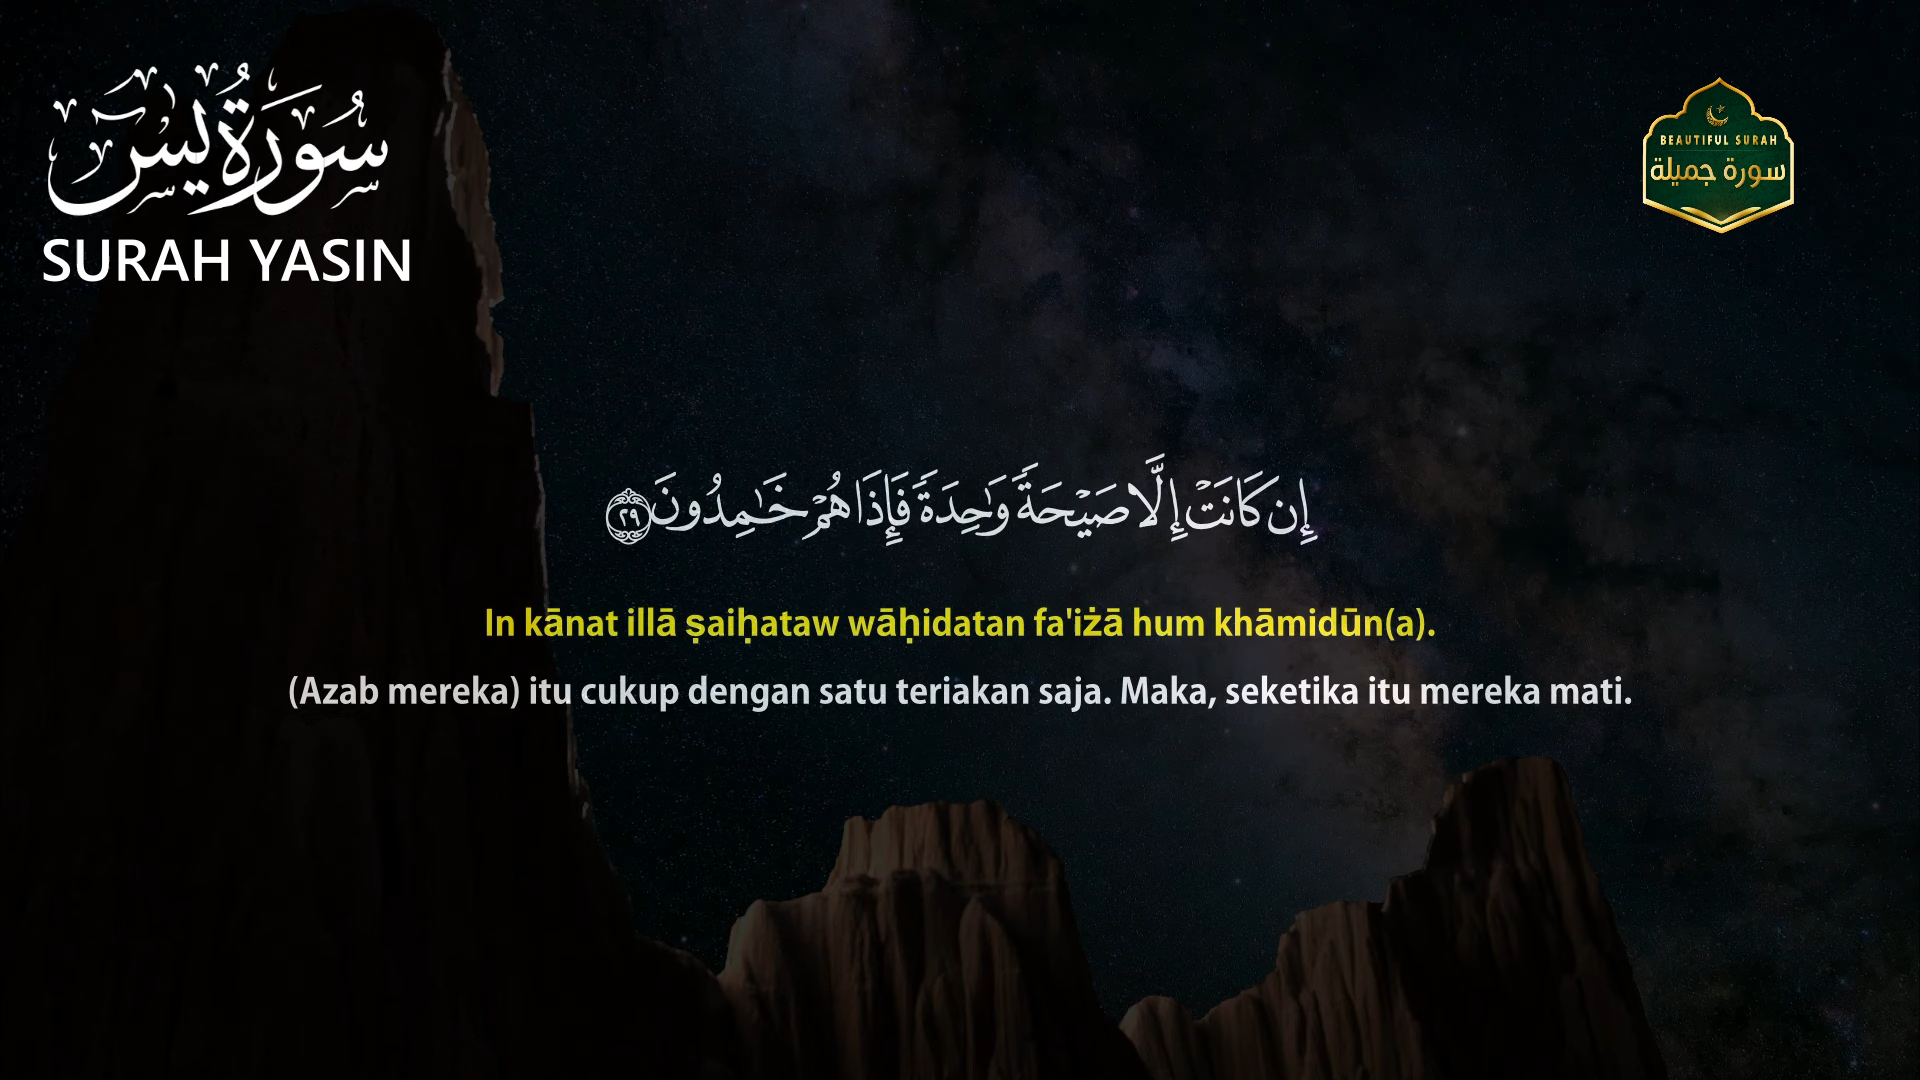 سُورَةُ يسٓ
SURAH YASIN
BEAUTIFUL SURAH
سورة جميلة
إِن كَانَتْ إِلَّا صَيْحَةً وَٰحِدَةً فَإِذَا هُمْ خَٰمِدُونَ ٢٩
In kānat illā ṣaiḥataw wāḥidatan fa'iżā hum khāmidūn(a).
(Azab mereka) itu cukup dengan satu teriakan saja. Maka, seketika itu mereka mati.